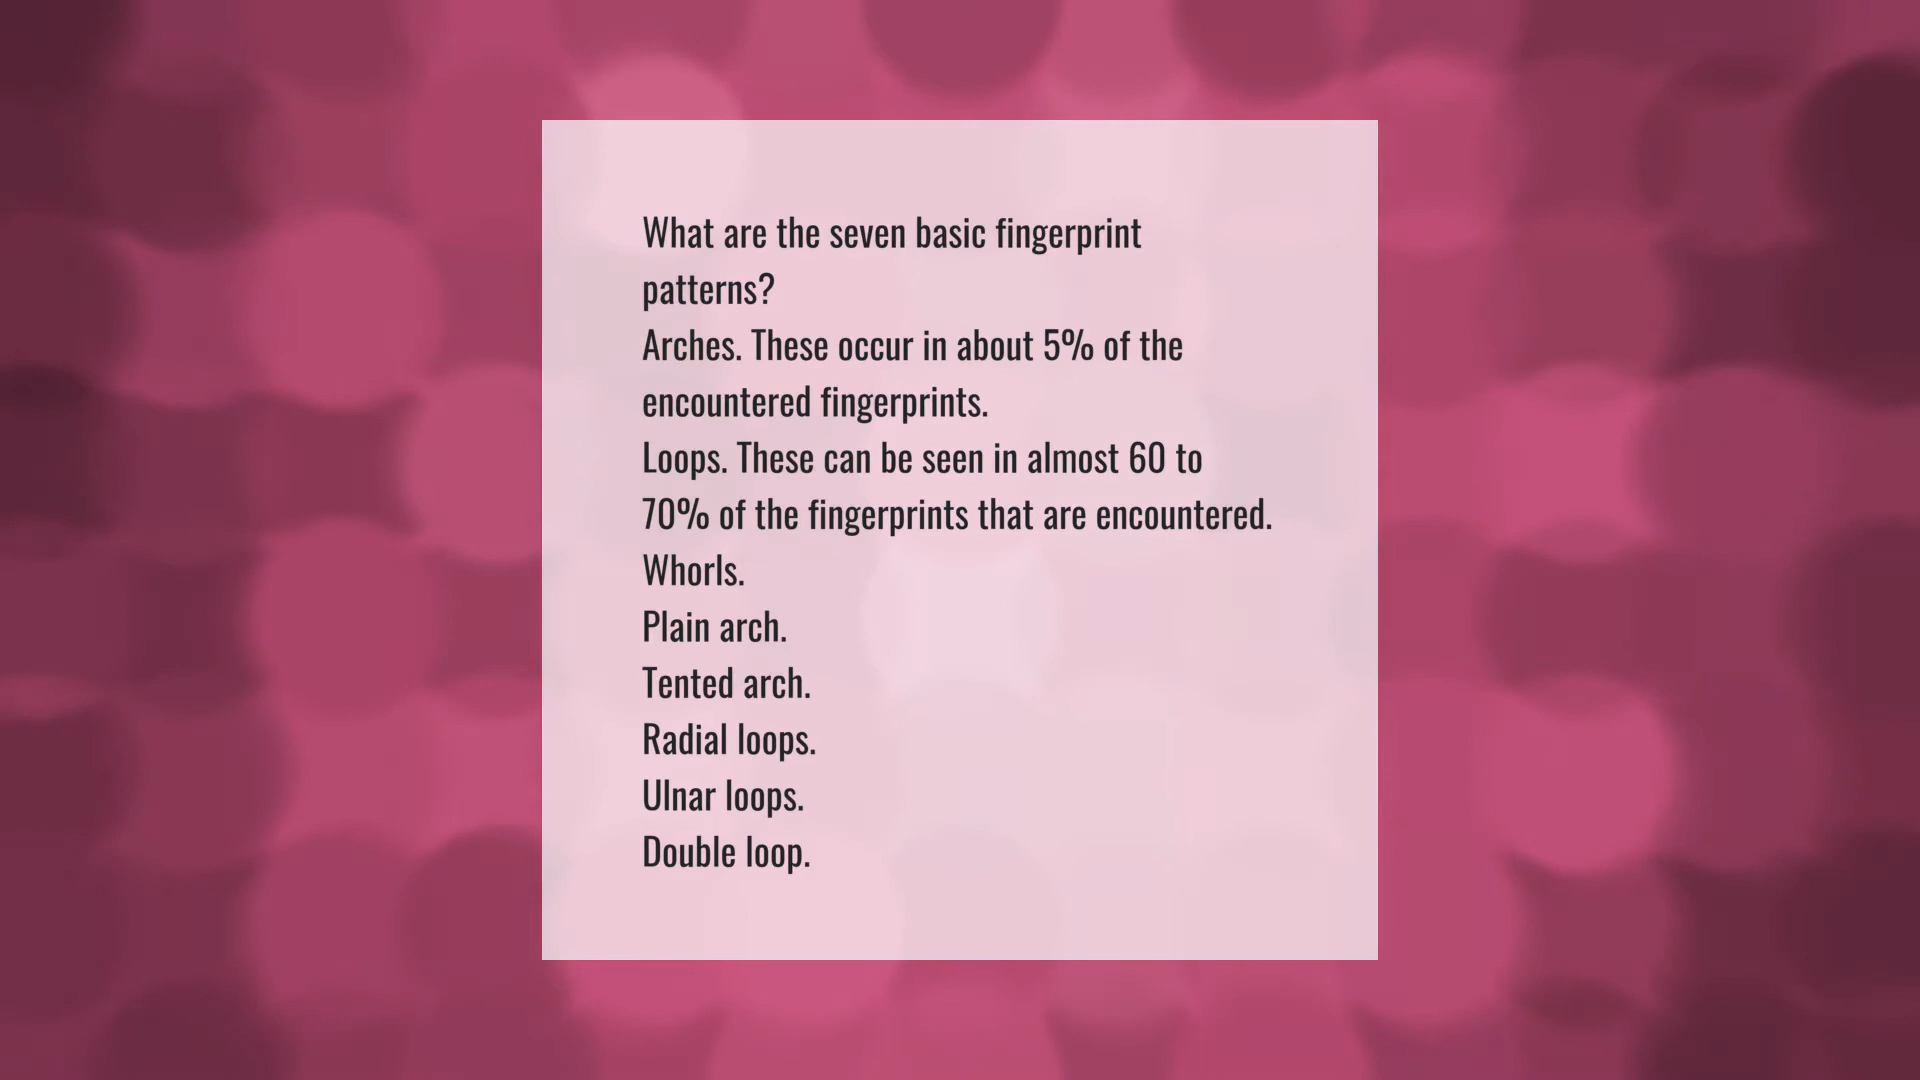 What are the seven basic fingerprint
patterns?
Arches. These occur in about 5% of the
encountered fingerprints.
Loops. These can be seen in almost 60 to
70% of the fingerprints that are encountered.
Whorls.
Plain arch.
Tented arch.
Radial loops.
Ulnar loops.
Double loop.